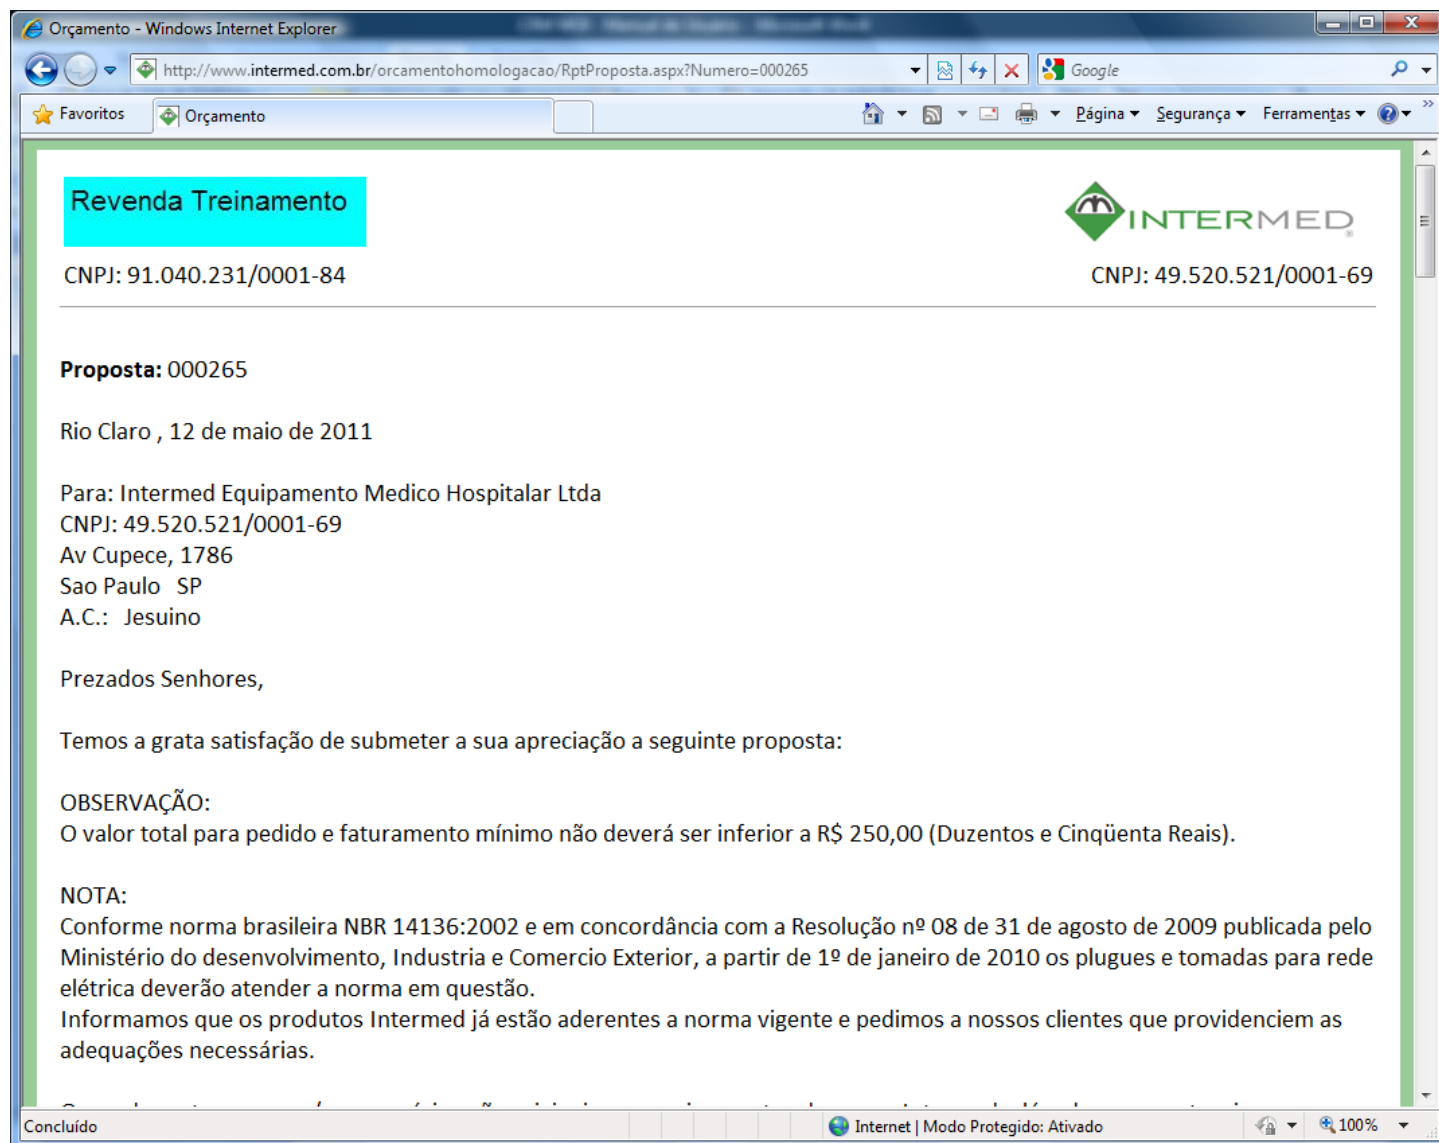 Orçamento - Windows Internet Explorer
http://www.intermed.com.br/orcamentohomologacao/RptProposta.aspx?Numero=000265
Google
Favoritos
Orçamento
Página
Segurança
Ferramentas
Revenda Treinamento
INTERMED
CNPJ: 91.040.231/0001-84
CNPJ: 49.520.521/0001-69
Proposta: 000265
Rio Claro , 12 de maio de 2011
Para: Intermed Equipamento Medico Hospitalar Ltda
CNPJ: 49.520.521/0001-69
Av Cupece, 1786
Sao Paulo SP
A.C.: Jesuino
Prezados Senhores,
Temos a grata satisfação de submeter a sua apreciação a seguinte proposta:
OBSERVAÇÃO:
O valor total para pedido e faturamento mínimo não deverá ser inferior a R$ 250,00 (Duzentos e Cinqüenta Reais).
NOTA:
Conforme norma brasileira NBR 14136:2002 e em concordância com a Resolução nº 08 de 31 de agosto de 2009 publicada pelo
Ministério do desenvolvimento, Industria e Comercio Exterior, a partir de 1º de janeiro de 2010 os plugues e tomadas para rede
elétrica deverão atender a norma em questão.
Informamos que os produtos Intermed já estão aderentes a norma vigente e pedimos a nossos clientes que providenciem as
adequações necessárias.
Concluído
Internet | Modo Protegido: Ativado
100%